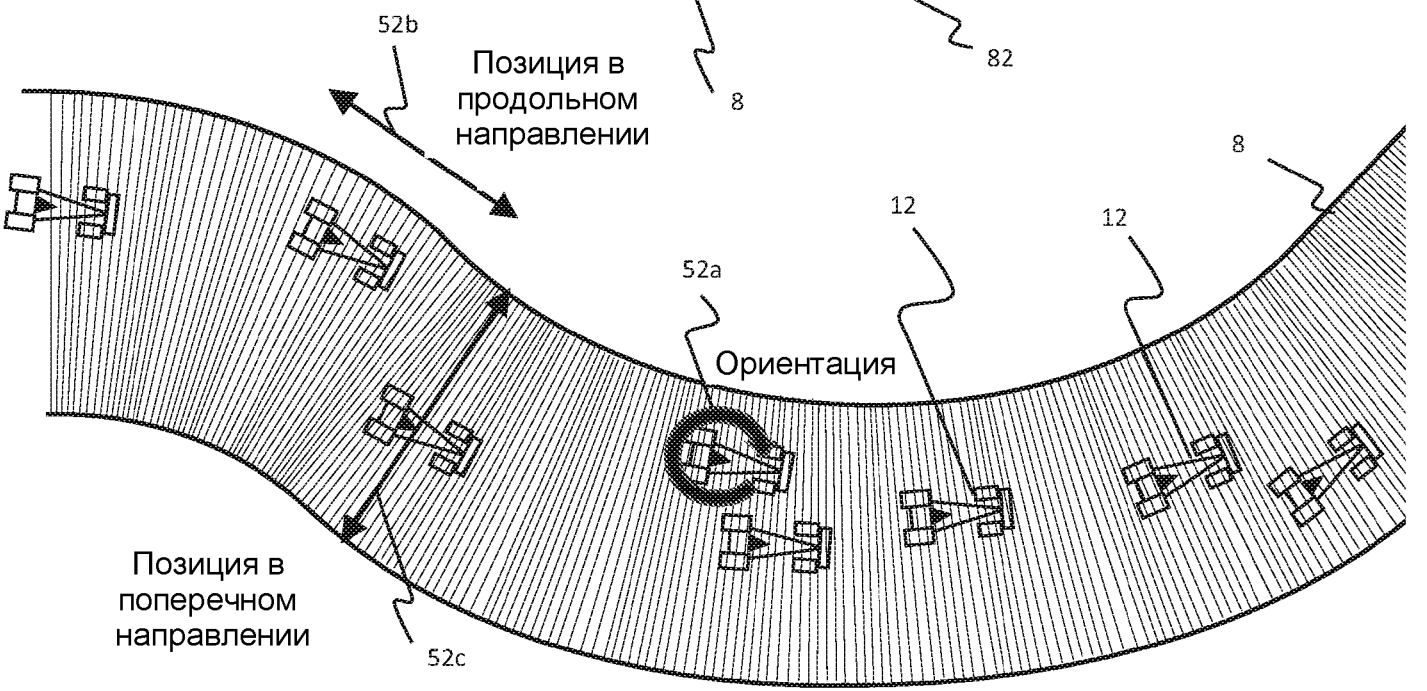 52b
82
Позиция в
продольном
направлении
8
8
12
12
52a
Ориентация
Позиция в
поперечном
направлении
52c